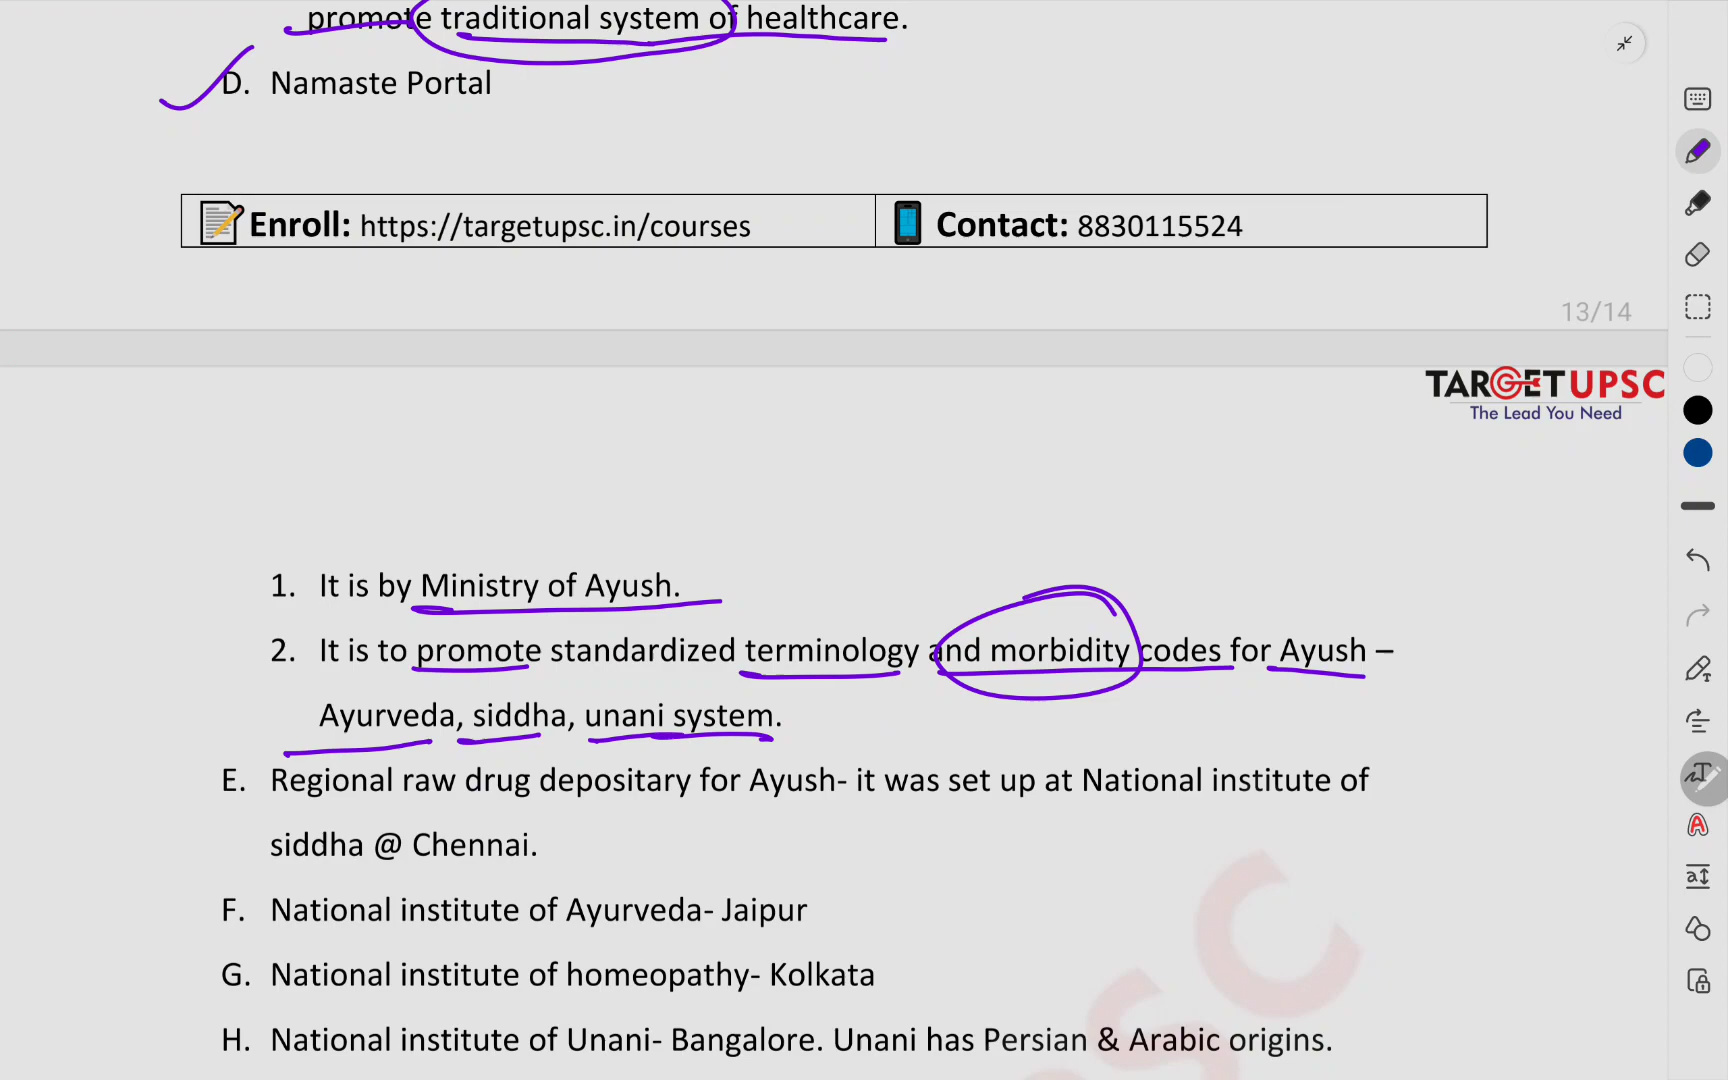 promote traditional system of healthcare.
D. Namaste Portal
Enroll: https://targetupsc.in/courses
Contact: 8830115524
13/14
TARGET UPSC
The Lead You Need
1. It is by Ministry of Ayush.
2. It is to promote standardized terminology and morbidity codes for Ayush –
Ayurveda, siddha, unani system.
E. Regional raw drug depositary for Ayush- it was set up at National institute of
siddha @ Chennai.
F. National institute of Ayurveda- Jaipur
G. National institute of homeopathy- Kolkata
H. National institute of Unani- Bangalore. Unani has Persian & Arabic origins.
SC